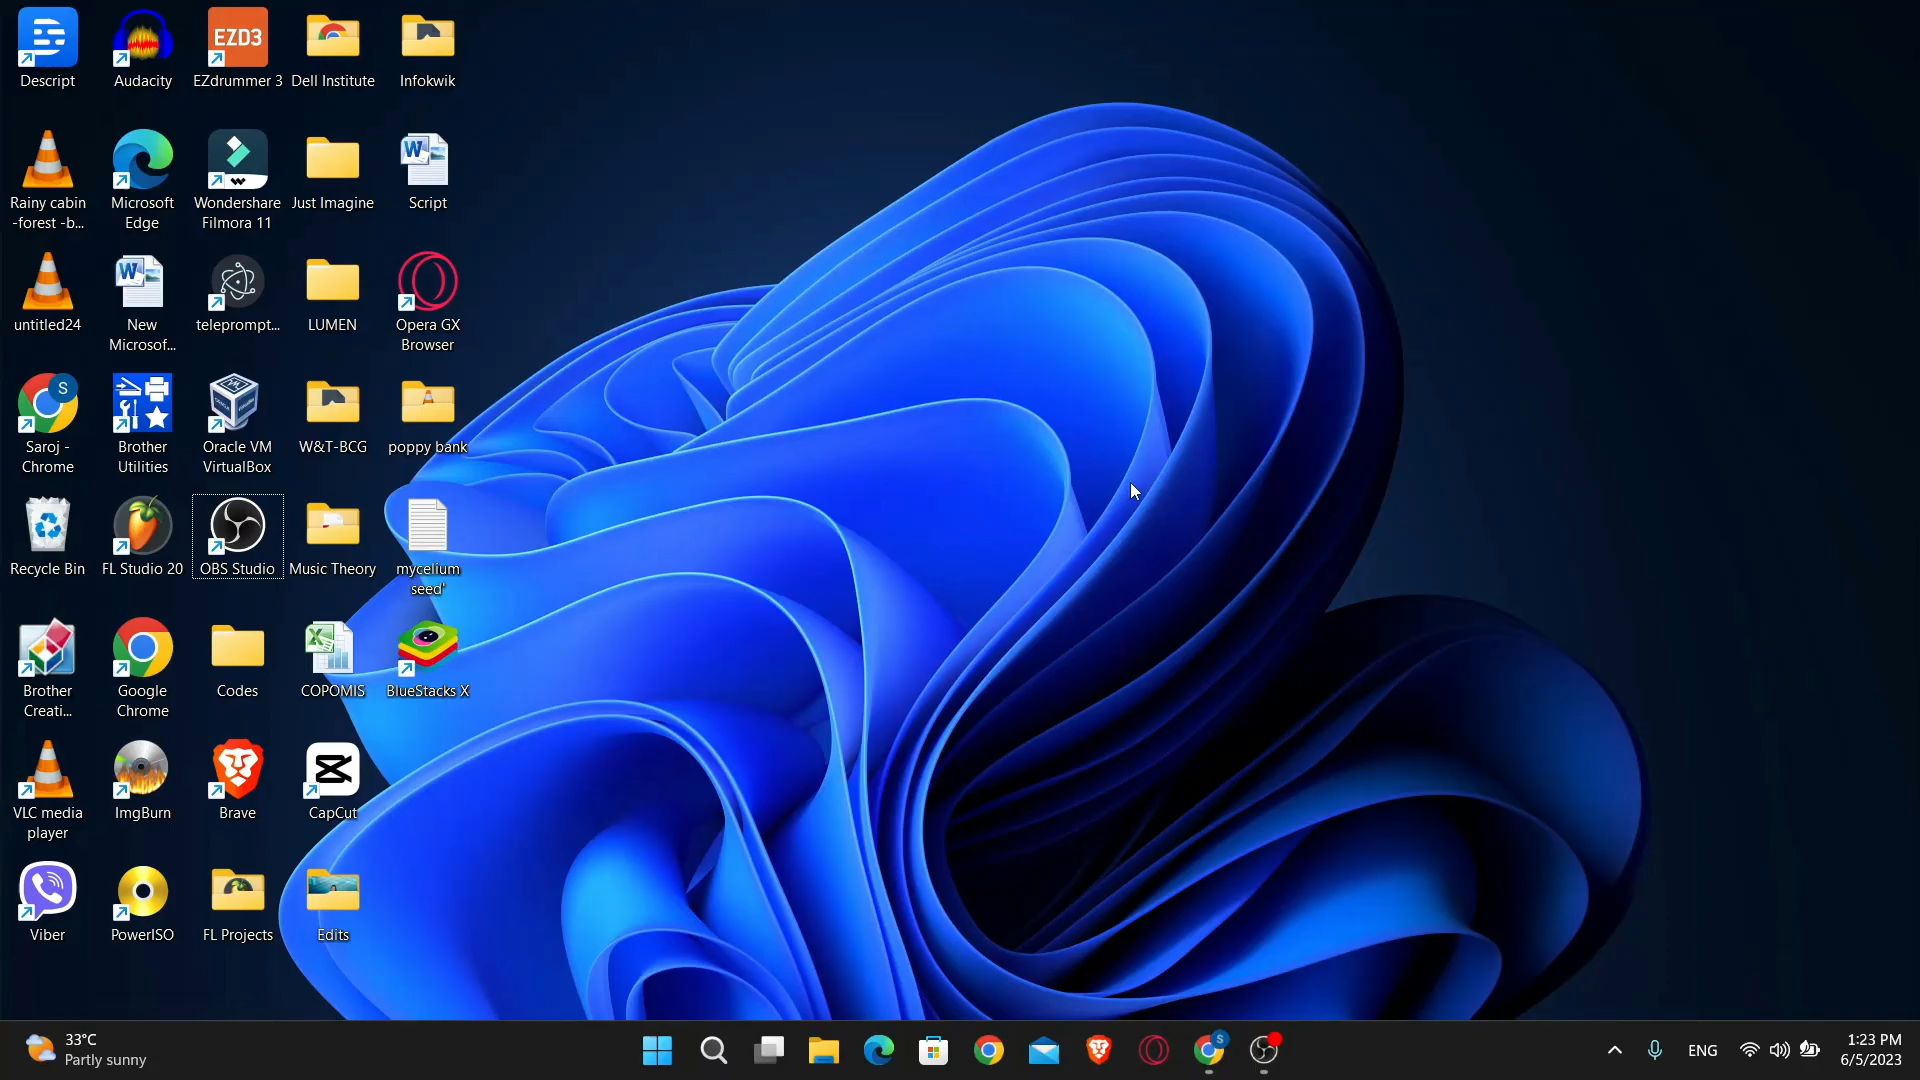 Descript
Audacity
EZD3
EZdrummer 3
Dell Institute
Infokwik
Rainy cabin
-forest -b...
Microsoft
Edge
Wondershare
Filmora 11
Just Imagine
W
Script
untitled24
W
New
Microsof...
teleprompt...
LUMEN
Opera GX
Browser
S
Saroj -
Chrome
Brother
Utilities
Oracle VM
VirtualBox
W&T-BCG
poppy bank
Recycle Bin
FL Studio 20
OBS Studio
Music Theory
mycelium
seed'
Brother
Creati...
Google
Chrome
Codes
X
COPOMIS
BlueStacks X
VLC media
player
ImgBurn
Brave
CapCut
Viber
PowerISO
FL Projects
Edits
33°C
Partly sunny
S
ENG
1:23 PM
6/5/2023